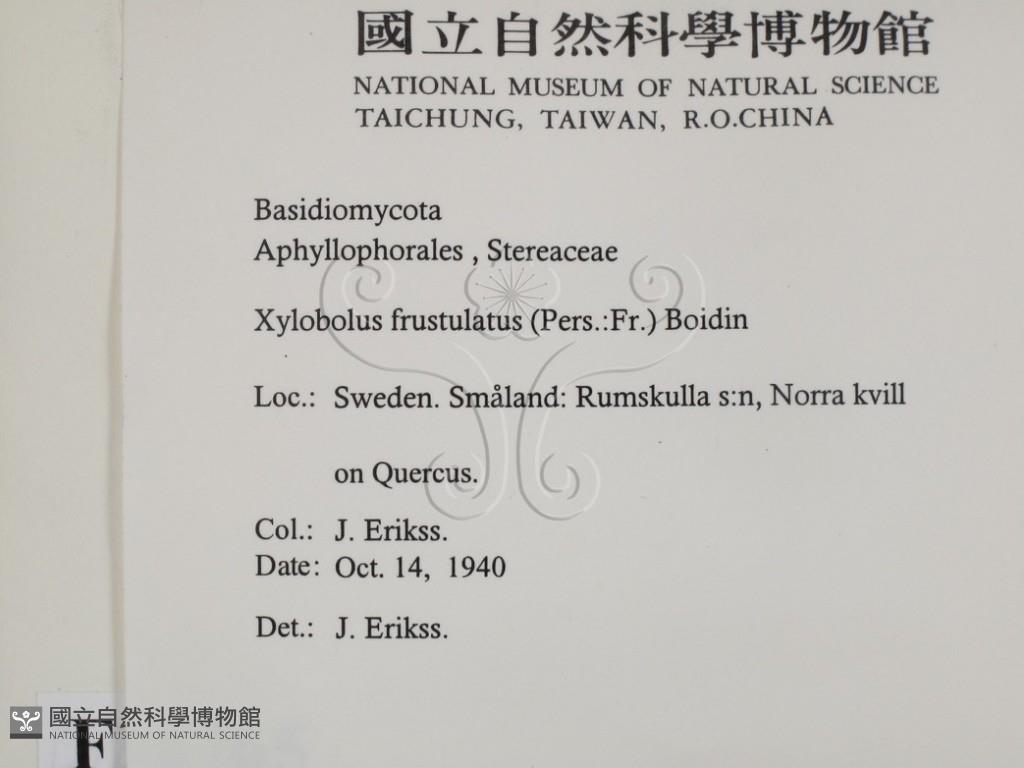 國立自然科學博物館
NATIONAL MUSEUM OF NATURAL SCIENCE
TAICHUNG, TAIWAN, R.O.CHINA
Basidiomycota
Aphyllophorales , Stereaceae
Xylobolus frustulatus (Pers.:Fr.) Boidin
Loc.: Sweden. Småland: Rumskulla s:n, Norra kvill
on Quercus.
Col.: J. Erikss.
Date: Oct. 14, 1940
Det.: J. Erikss.
國立自然科學博物館
NATIONAL MUSEUM OF NATURAL SCIENCE
F